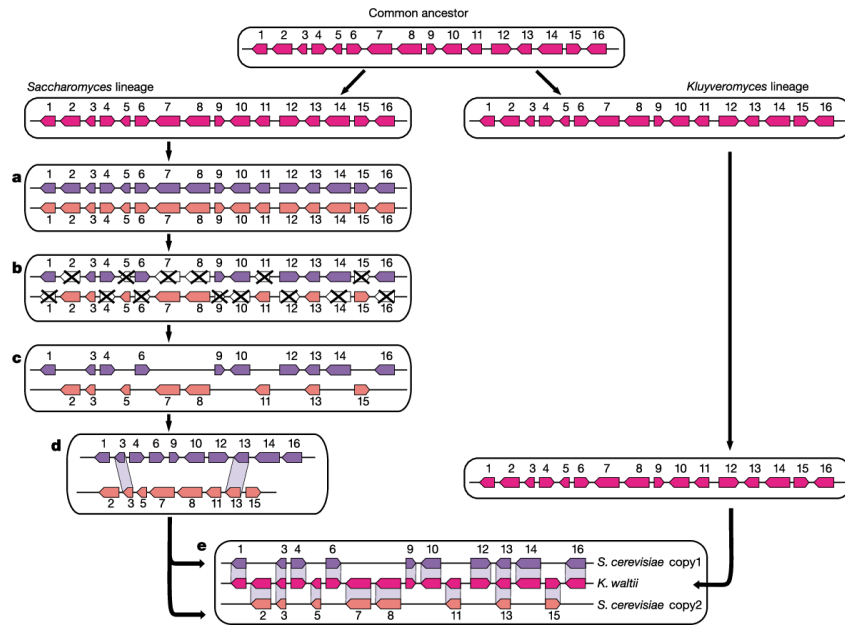 Common ancestor
1 2 3 4 5 6 7 8 9 10 11 12 13 14 15 16
Saccharomyces lineage
Kluyveromyces lineage
1 2 3 4 5 6 7 8 9 10 11 12 13 14 15 16
1 2 3 4 5 6 7 8 9 10 11 12 13 14 15 16
a
1 2 3 4 5 6 7 8 9 10 11 12 13 14 15 16
1 2 3 4 5 6 7 8 9 10 11 12 13 14 15 16
b
1 2 3 4 5 6 7 8 9 10 11 12 13 14 15 16
1 2 3 4 5 6 7 8 9 10 11 12 13 14 15 16
c
1 3 4 6 9 10 12 13 14 16
2 3 5 7 8 11 13 15
d
1 3 4 6 9 10 12 13 14 16
2 3 5 7 8 11 13 15
1 2 3 4 5 6 7 8 9 10 11 12 13 14 15 16
e
1 3 4 6 9 10 12 13 14 16
S. cerevisiae copy1
K. waltii
S. cerevisiae copy2
2 3 5 7 8 11 13 15